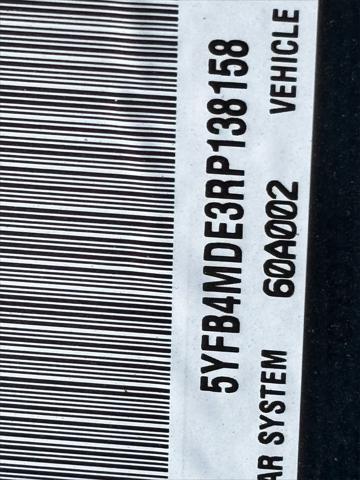 5YFB4MDE3RP138158
AR SYSTEM 60A002 VEHICLE